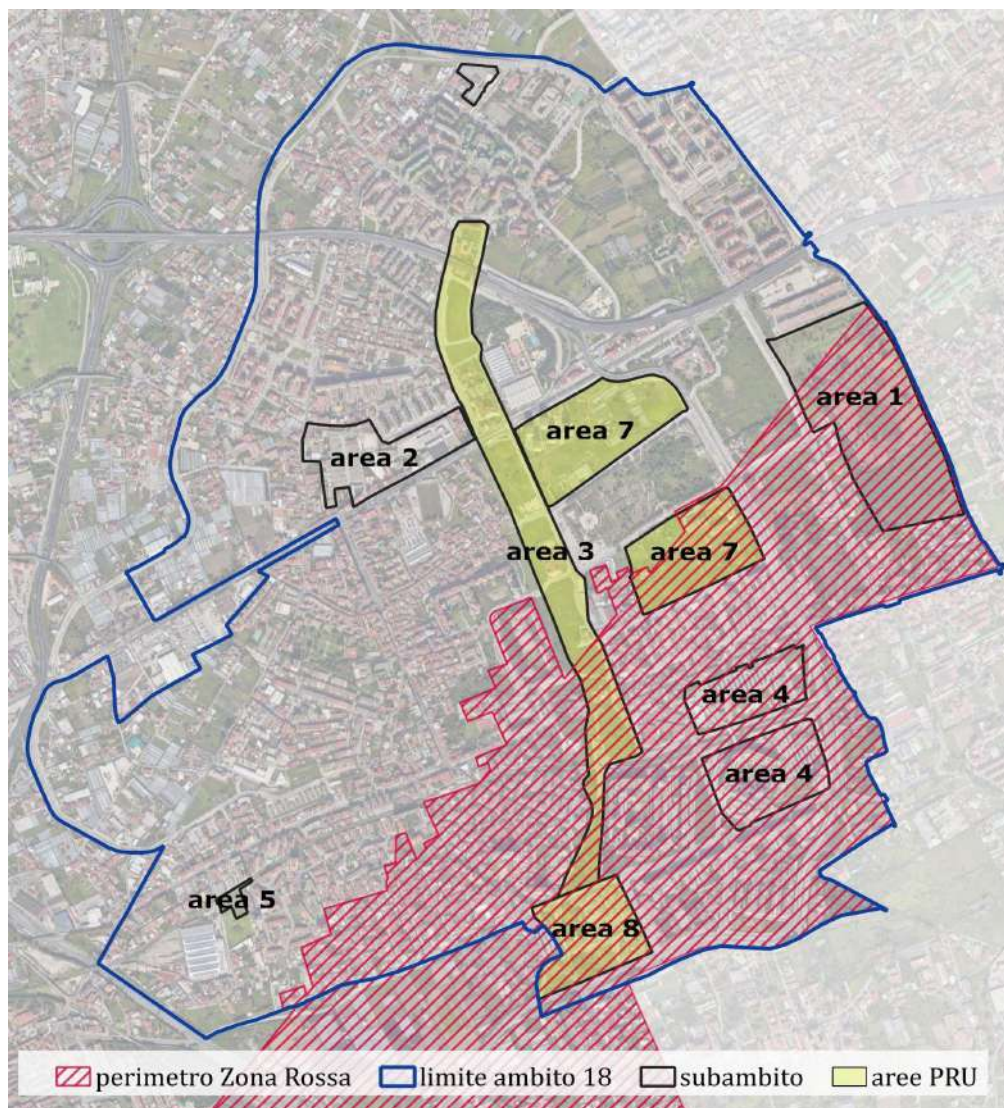 area 1
area 7
area 2
area 3
area 7
area 4
area 4
area 5
area 8
perimetro Zona Rossa limite ambito 18 subambito aree PRU